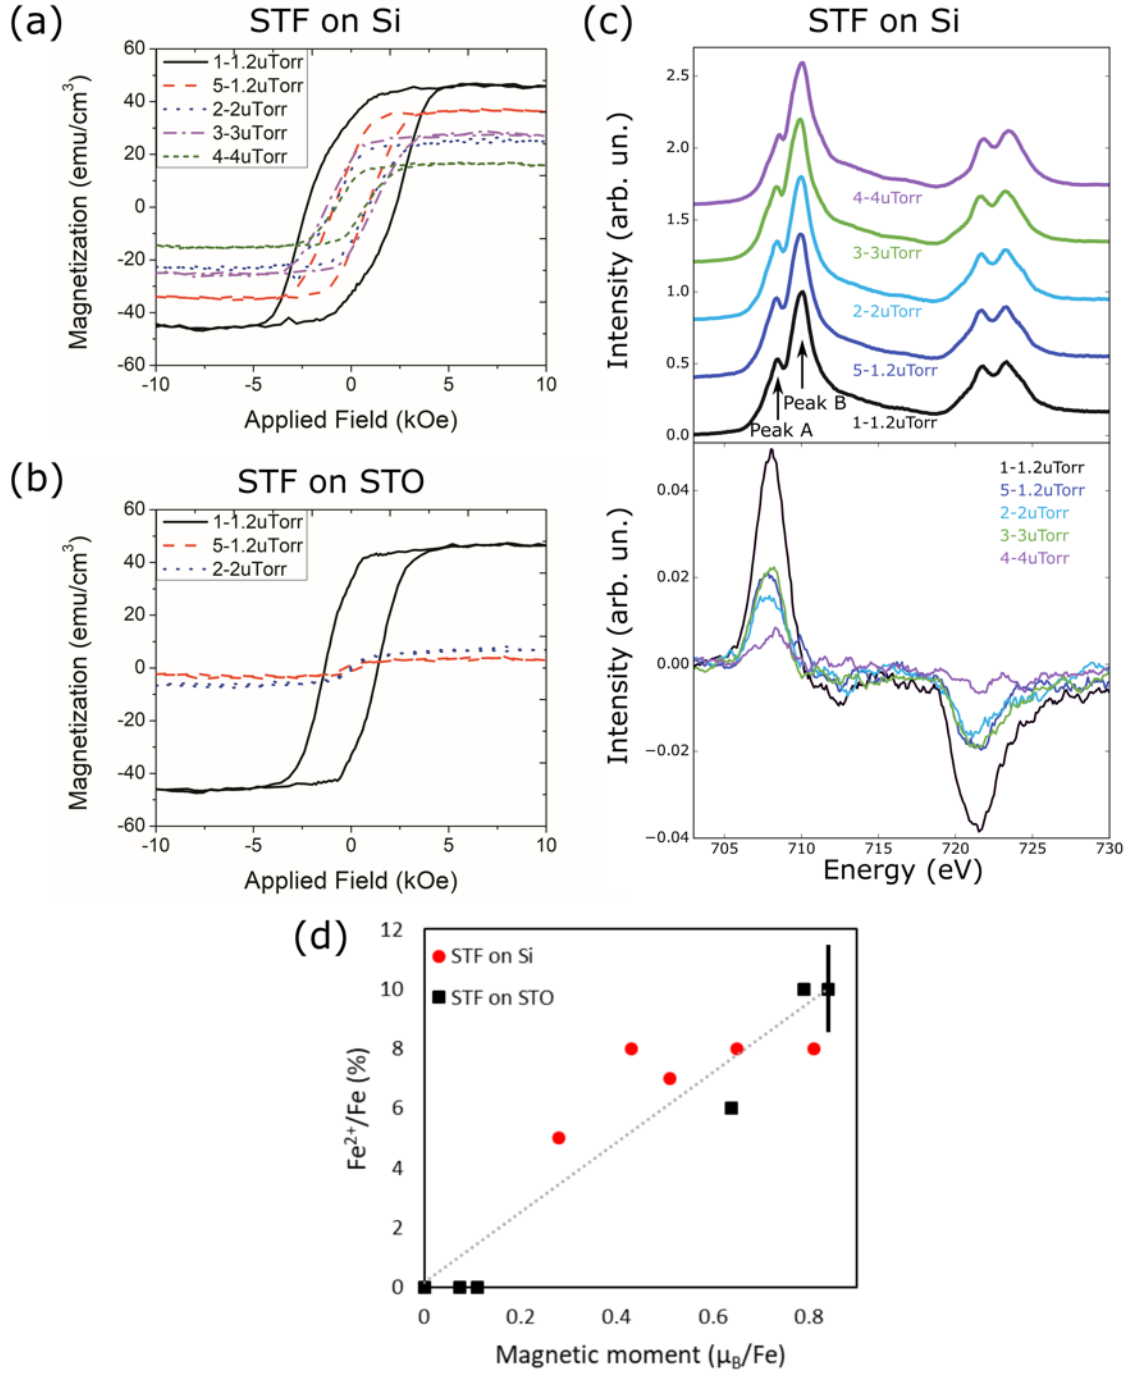 (a)
STF on Si
Magnetization (emu/cm³)
60
40
20
0
-20
-40
-60
1-1.2uTorr
5-1.2uTorr
2-2uTorr
3-3uTorr
4-4uTorr
-10
-5
0
5
10
Applied Field (kOe)
(b)
STF on STO
Magnetization (emu/cm³)
60
40
20
0
-20
-40
-60
1-1.2uTorr
5-1.2uTorr
2-2uTorr
-10
-5
0
5
10
Applied Field (kOe)
(c)
STF on Si
Intensity (arb. un.)
2.5
2.0
1.5
1.0
0.5
0.0
4-4uTorr
3-3uTorr
2-2uTorr
5-1.2uTorr
1-1.2uTorr
Peak B
Peak A
Intensity (arb. un.)
0.04
0.02
0.00
−0.02
−0.04
1-1.2uTorr
5-1.2uTorr
2-2uTorr
3-3uTorr
4-4uTorr
705
710
715
720
725
730
Energy (eV)
(d)
Fe²⁺/Fe (%)
12
10
8
6
4
2
0
STF on Si
STF on STO
0
0.2
0.4
0.6
0.8
Magnetic moment (μ_B/Fe)